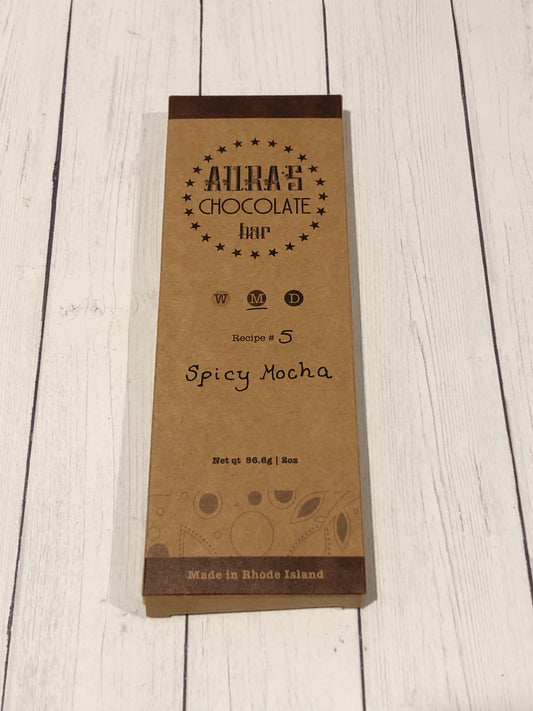 AURA'S
CHOCOLATE
bar
W M D
Recipe # 5
Spicy Mocha
Net qt 56.6g | 2oz
Made in Rhode Island